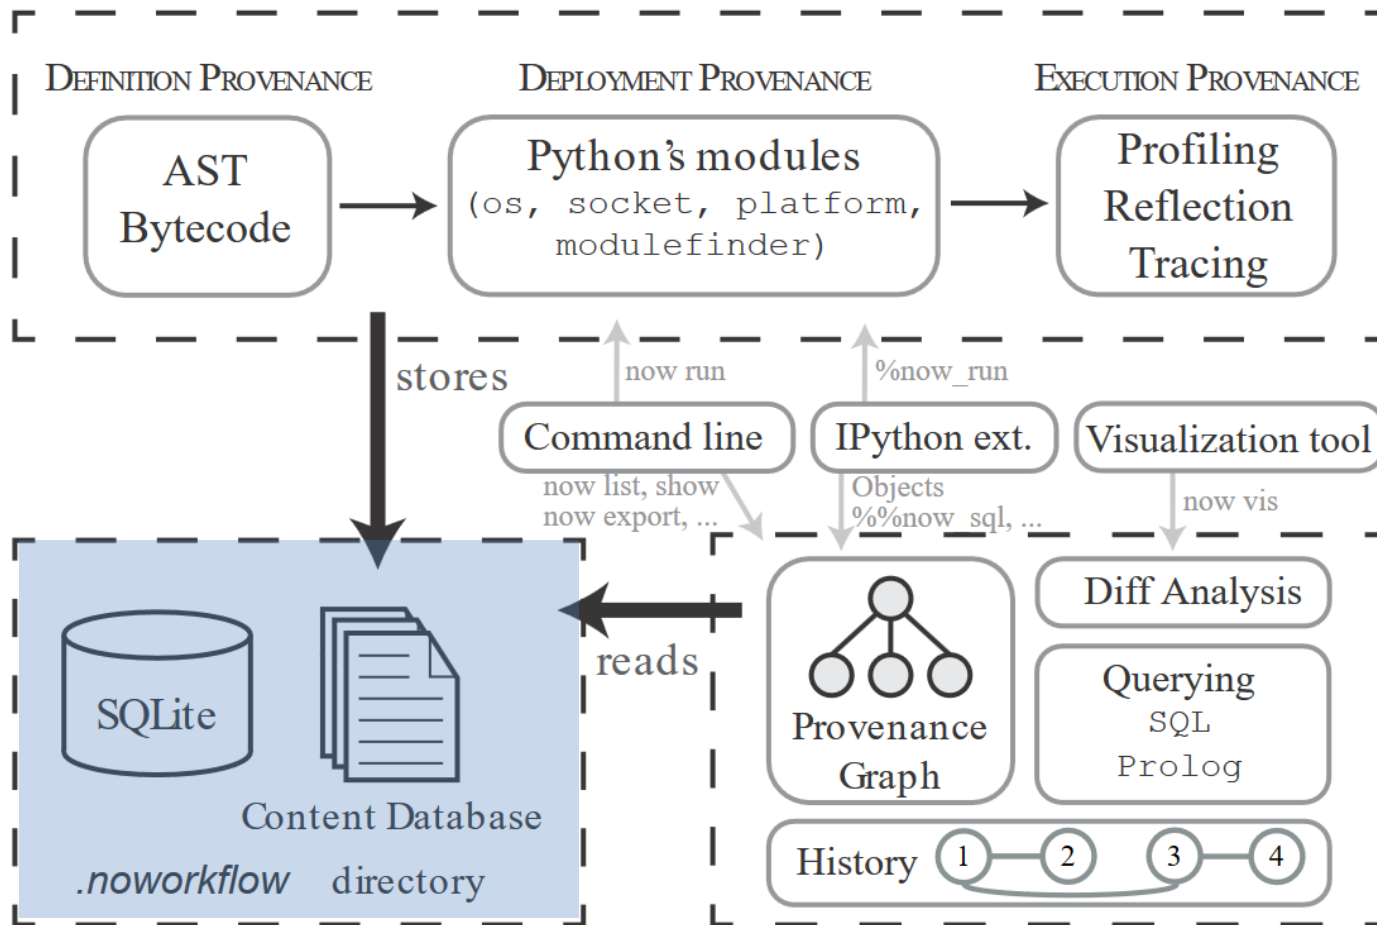 DEFINITION PROVENANCE
DEPLOYMENT PROVENANCE
EXECUTION PROVENANCE
AST
Bytecode
Python's modules
(os, socket, platform,
modulefinder)
Profiling
Reflection
Tracing
stores
now run
%now_run
Command line
IPython ext.
Visualization tool
now list, show
now export, ...
Objects
%%now_sql, ...
now vis
reads
SQLite
Content Database
.noworkflow directory
Provenance
Graph
Diff Analysis
Querying
SQL
Prolog
History 1 2 3 4